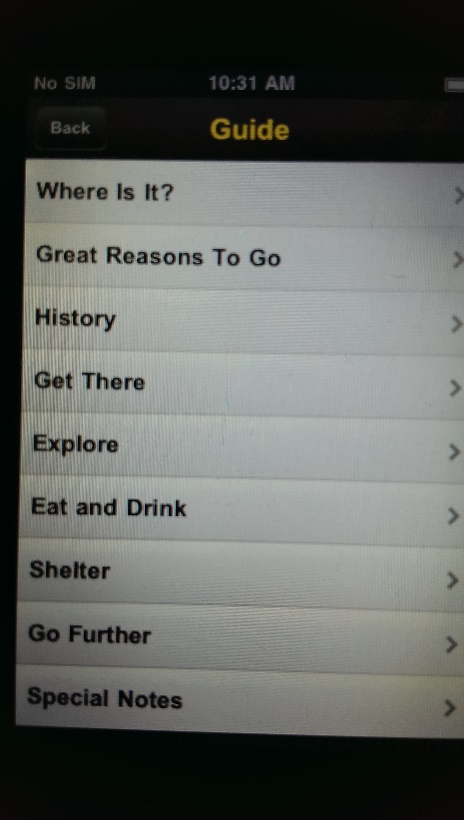 No SIM 10:31 AM
Back Guide
Where Is It?
Great Reasons To Go
History
Get There
Explore
Eat and Drink
Shelter
Go Further
Special Notes